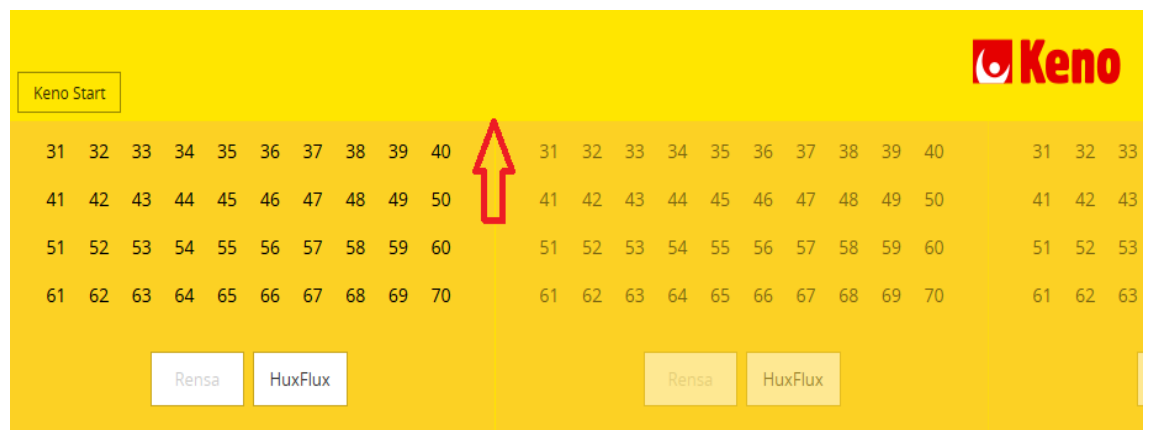 Keno
Keno Start
31 32 33 34 35 36 37 38 39 40 31 32 33 34 35 36 37 38 39 40 31 32 33
41 42 43 44 45 46 47 48 49 50 41 42 43 44 45 46 47 48 49 50 41 42 43
51 52 53 54 55 56 57 58 59 60 51 52 53 54 55 56 57 58 59 60 51 52 53
61 62 63 64 65 66 67 68 69 70 61 62 63 64 65 66 67 68 69 70 61 62 63
Rensa HuxFlux Rensa HuxFlux